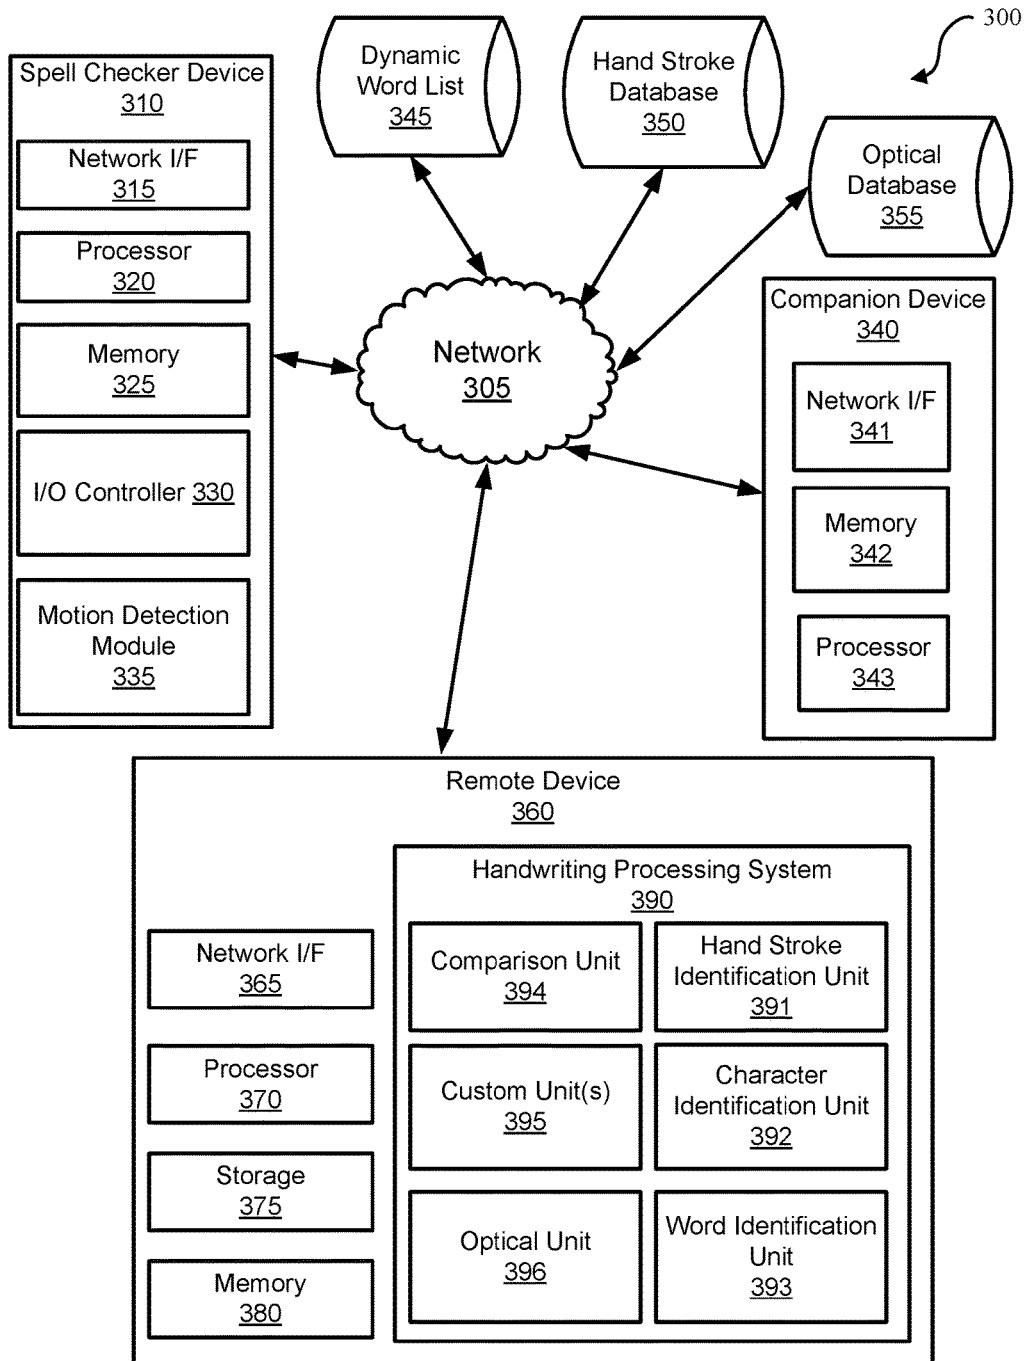 300
Spell Checker Device
310
Network I/F
315
Processor
320
Memory
325
I/O Controller 330
Motion Detection
Module
335
Dynamic
Word List
345
Hand Stroke
Database
350
Optical
Database
355
Network
305
Companion Device
340
Network I/F
341
Memory
342
Processor
343
Remote Device
360
Network I/F
365
Processor
370
Storage
375
Memory
380
Handwriting Processing System
390
Comparison Unit
394
Hand Stroke
Identification Unit
391
Custom Unit(s)
395
Character
Identification Unit
392
Optical Unit
396
Word Identification
Unit
393